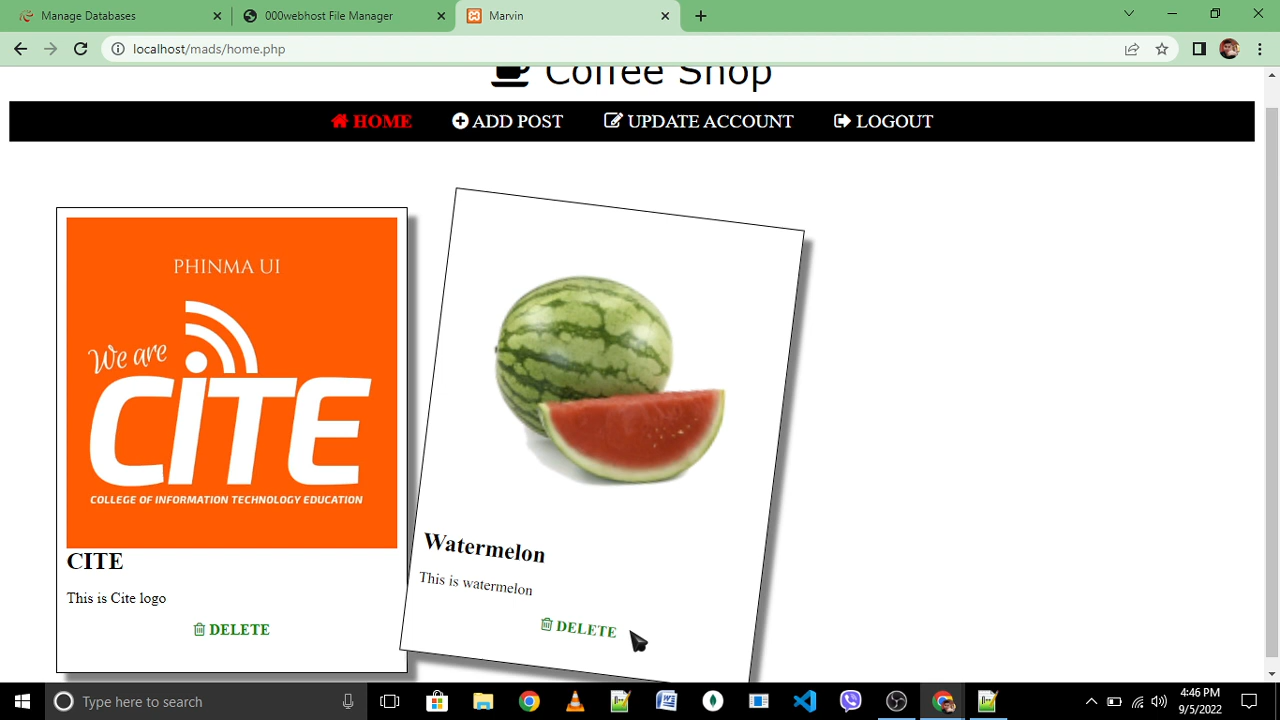 Manage Databases
000webhost File Manager
Marvin
localhost/mads/home.php
Coffee Shop
HOME ADD POST UPDATE ACCOUNT LOGOUT
PHINMA UI
We are
CITE
COLLEGE OF INFORMATION TECHNOLOGY EDUCATION
CITE
This is Cite logo
DELETE
Watermelon
This is watermelon
DELETE
Type here to search
4:46 PM
9/5/2022